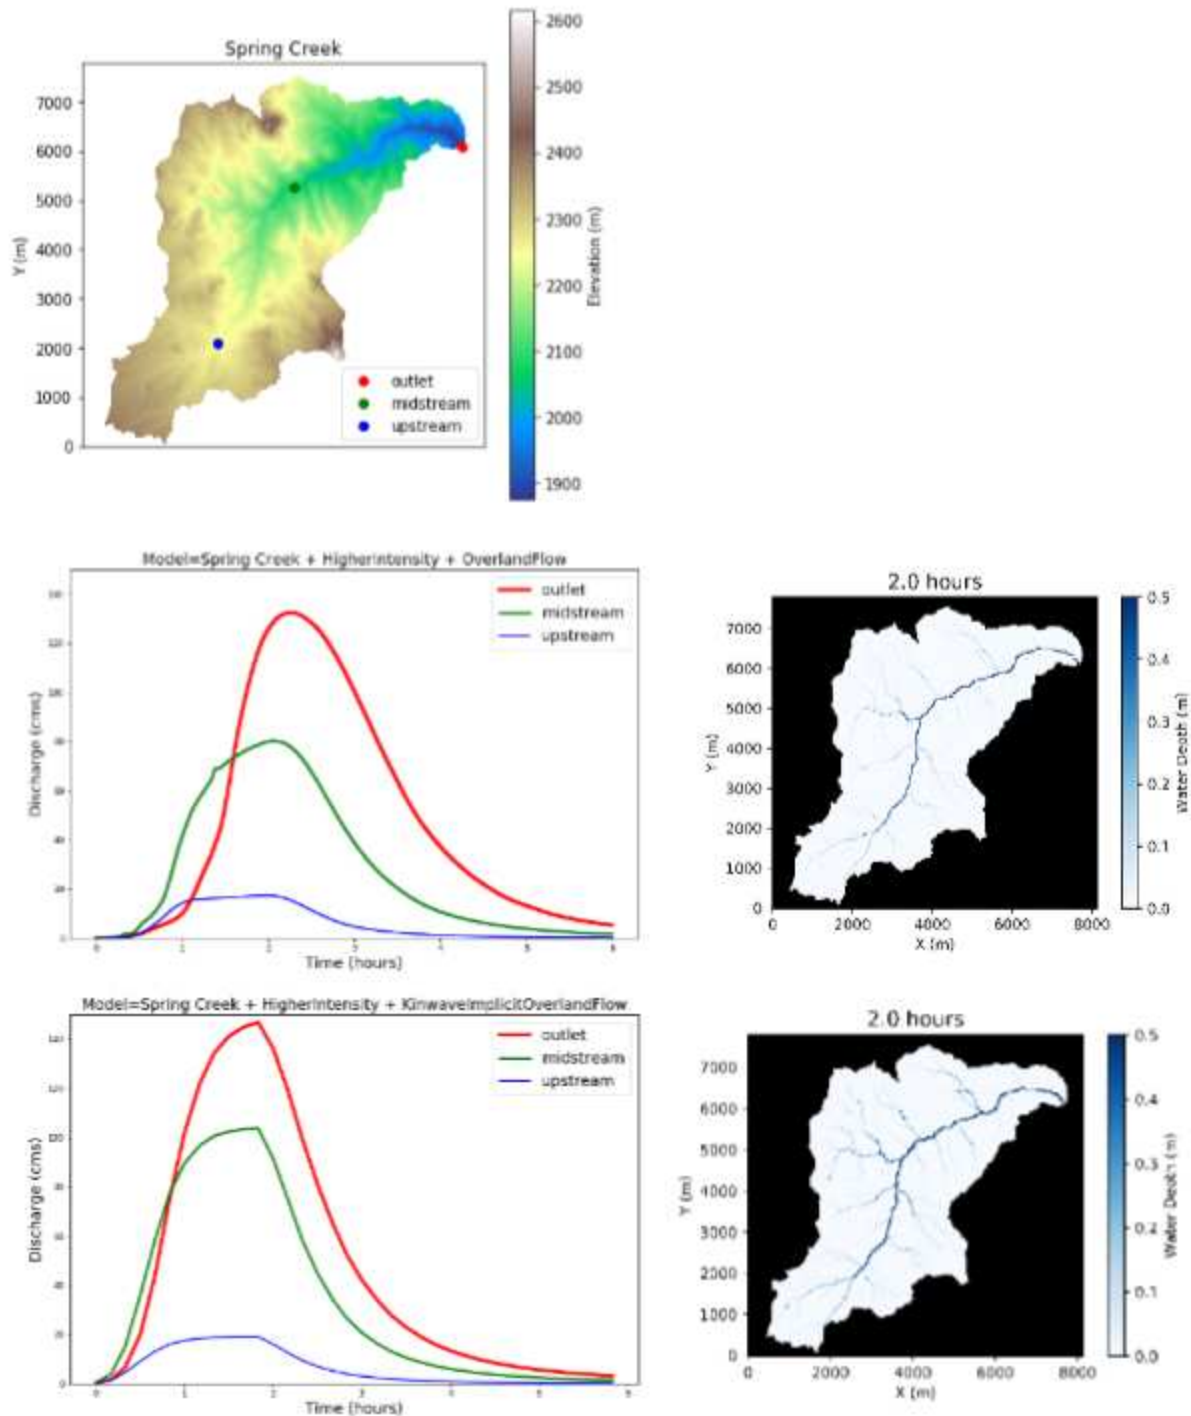 Spring Creek
7000
6000
5000
4000
3000
2000
1000
0
Y (m)
outlet
midstream
upstream
2600
2500
2400
2300
2200
2100
2000
1900
Elevation (m)
Model=Spring Creek + HigherIntensity + OverlandFlow
Discharge (cms)
outlet
midstream
upstream
Time (hours)
2.0 hours
7000
6000
5000
4000
3000
2000
1000
0
Y (m)
0 2000 4000 6000 8000
X (m)
0.5
0.4
0.3
0.2
0.1
0.0
Water Depth (m)
Model=Spring Creek + HigherIntensity + KinwaveImplicitOverlandFlow
Discharge (cms)
outlet
midstream
upstream
Time (hours)
2.0 hours
7000
6000
5000
4000
3000
2000
1000
0
Y (m)
0 2000 4000 6000 8000
X (m)
0.5
0.4
0.3
0.2
0.1
0.0
Water Depth (m)